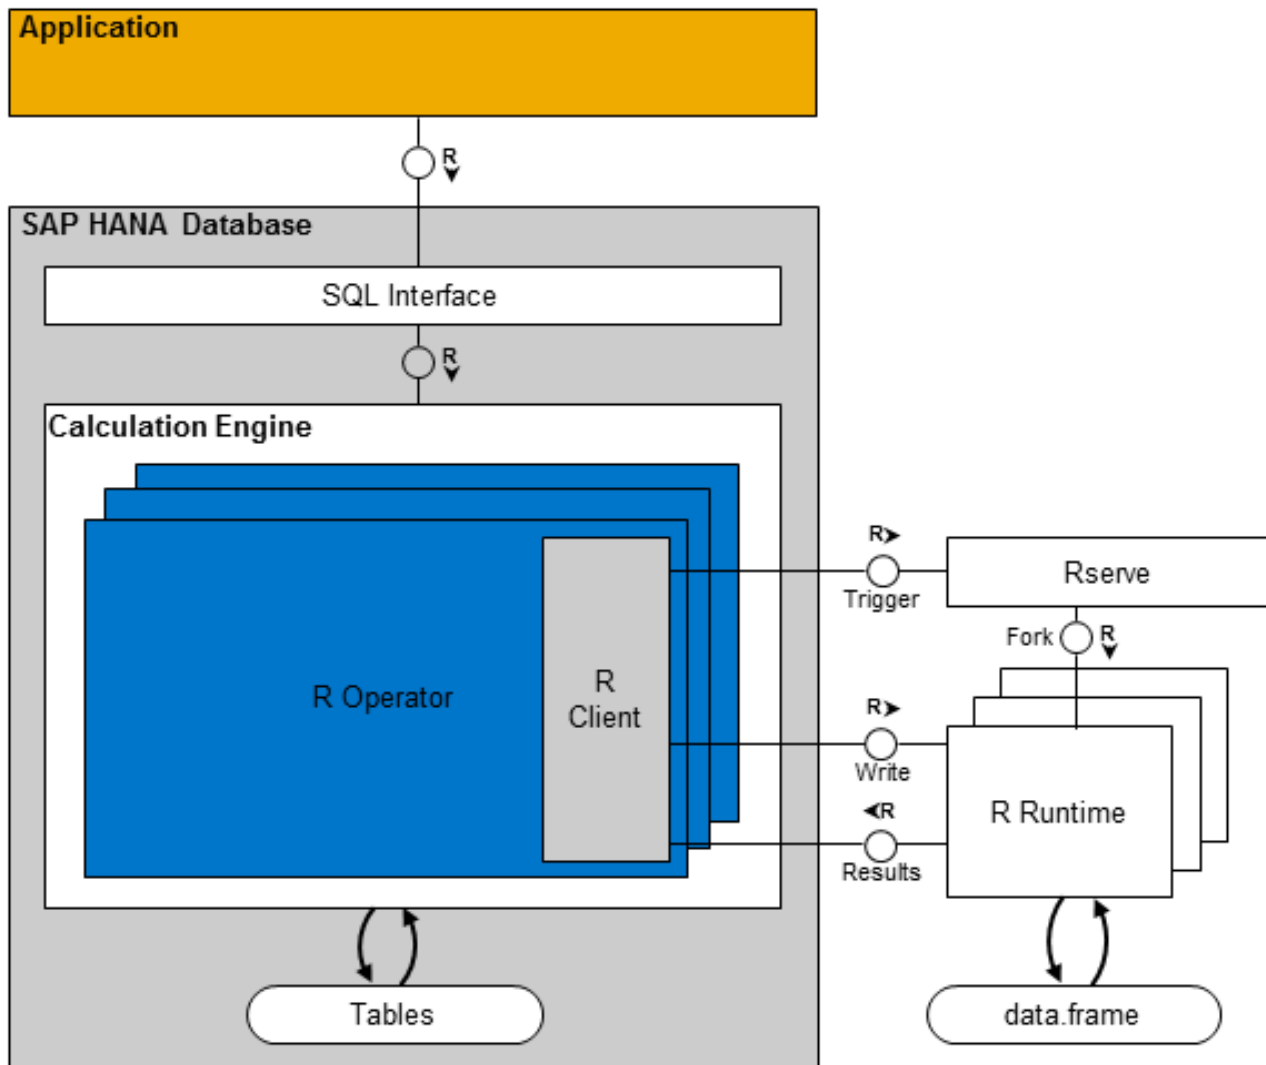 Application
R
SAP HANA Database
SQL Interface
R
Calculation Engine
R Operator
R
Client
R
Trigger
Rserve
Fork
R
R
Write
R Runtime
R
Results
Tables
data.frame